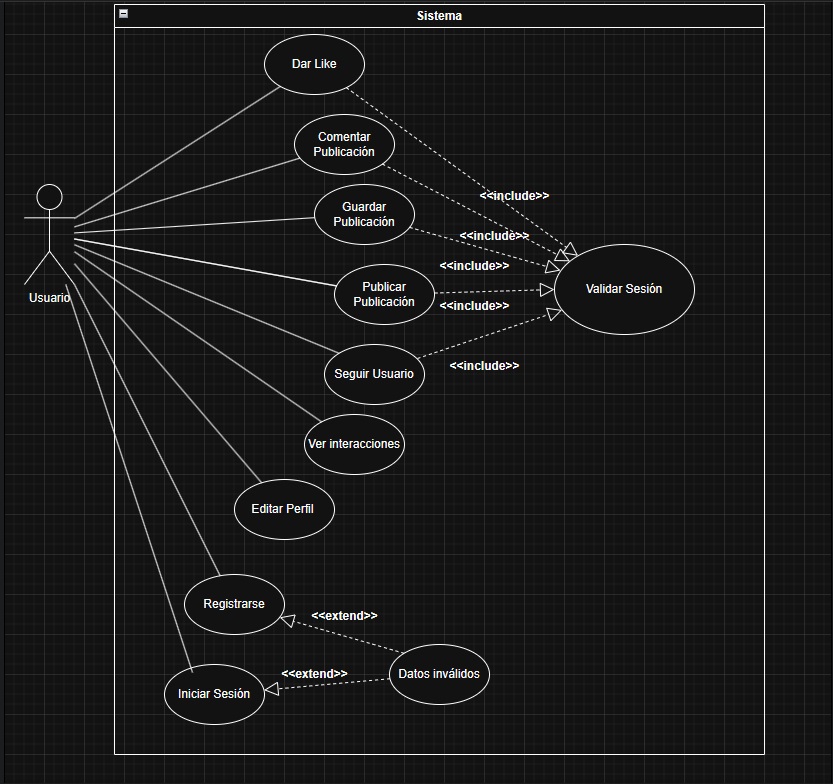 Sistema
Dar Like
Comentar
Publicación
<<include>>
Guardar
Publicación
<<include>>
<<include>>
Publicar
Publicación
Validar Sesión
Usuario
<<include>>
Seguir Usuario
<<include>>
Ver interacciones
Editar Perfil
Registrarse
<<extend>>
<<extend>>
Datos inválidos
Iniciar Sesión